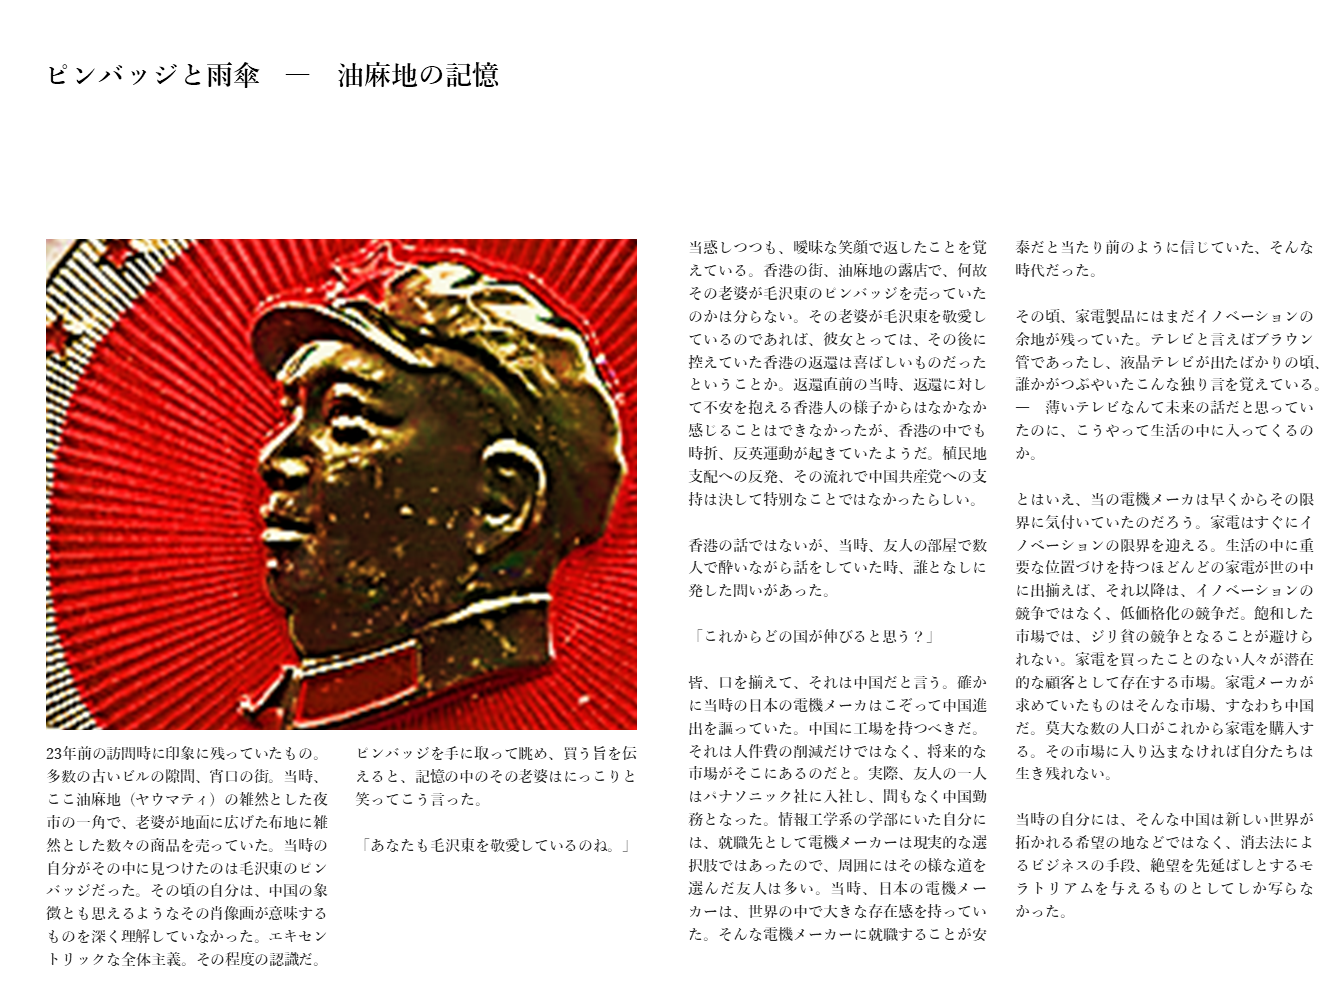 ピンバッジと雨傘　—　油麻地の記憶
23年前の訪問時に印象に残っていたもの。
多数の古いビルの隙間、宵口の街。当時、
ここ油麻地（ヤウマティ）の雑然とした夜
市の一角で、老婆が地面に広げた布地に雑
然とした数々の商品を売っていた。当時の
自分がその中に見つけたのは毛沢東のピン
バッジだった。その頃の自分は、中国の象
徴とも思えるようなその肖像画が意味する
ものを深く理解していなかった。エキセン
トリックな全体主義。その程度の認識だ。
ピンバッジを手に取って眺め、買う旨を伝
えると、記憶の中のその老婆はにっこりと
笑ってこう言った。
「あなたも毛沢東を敬愛しているのね。」
当惑しつつも、曖昧な笑顔で返したことを覚
えている。香港の街、油麻地の露店で、何故
その老婆が毛沢東のピンバッジを売っていた
のかは分らない。その老婆が毛沢東を敬愛し
ているのであれば、彼女とっては、その後に
控えていた香港の返還は喜ばしいものだった
ということか。返還直前の当時、返還に対し
て不安を抱える香港人の様子からはなかなか
感じることはできなかったが、香港の中でも
時折、反英運動が起きていたようだ。植民地
支配への反発、その流れで中国共産党への支
持は決して特別なことではなかったらしい。
香港の話ではないが、当時、友人の部屋で数
人で酔いながら話をしていた時、誰となしに
発した問いがあった。
「これからどの国が伸びると思う？」
皆、口を揃えて、それは中国だと言う。確か
に当時の日本の電機メーカはこぞって中国進
出を謳っていた。中国に工場を持つべきだ。
それは人件費の削減だけではなく、将来的な
市場がそこにあるのだと。実際、友人の一人
はパナソニック社に入社し、間もなく中国勤
務となった。情報工学系の学部にいた自分に
は、就職先として電機メーカーは現実的な選
択肢ではあったので、周囲にはその様な道を
選んだ友人は多い。当時、日本の電機メー
カーは、世界の中で大きな存在感を持ってい
た。そんな電機メーカーに就職することが安
泰だと当たり前のように信じていた、そんな
時代だった。
その頃、家電製品にはまだイノベーションの
余地が残っていた。テレビと言えばブラウン
管であったし、液晶テレビが出たばかりの頃、
誰かがつぶやいたこんな独り言を覚えている。
—　薄いテレビなんて未来の話だと思ってい
たのに、こうやって生活の中に入ってくるの
か。
とはいえ、当の電機メーカは早くからその限
界に気付いていたのだろう。家電はすぐにイ
ノベーションの限界を迎える。生活の中に重
要な位置づけを持つほどんどの家電が世の中
に出揃えば、それ以降は、イノベーションの
競争ではなく、低価格化の競争だ。飽和した
市場では、ジリ貧の競争となることが避けら
れない。家電を買ったことのない人々が潜在
的な顧客として存在する市場。家電メーカが
求めていたものはそんな市場、すなわち中国
だ。莫大な数の人口がこれから家電を購入す
る。その市場に入り込まなければ自分たちは
生き残れない。
当時の自分には、そんな中国は新しい世界が
拓かれる希望の地などではなく、消去法によ
るビジネスの手段、絶望を先延ばしとするモ
ラトリアムを与えるものとしてしか写らな
かった。